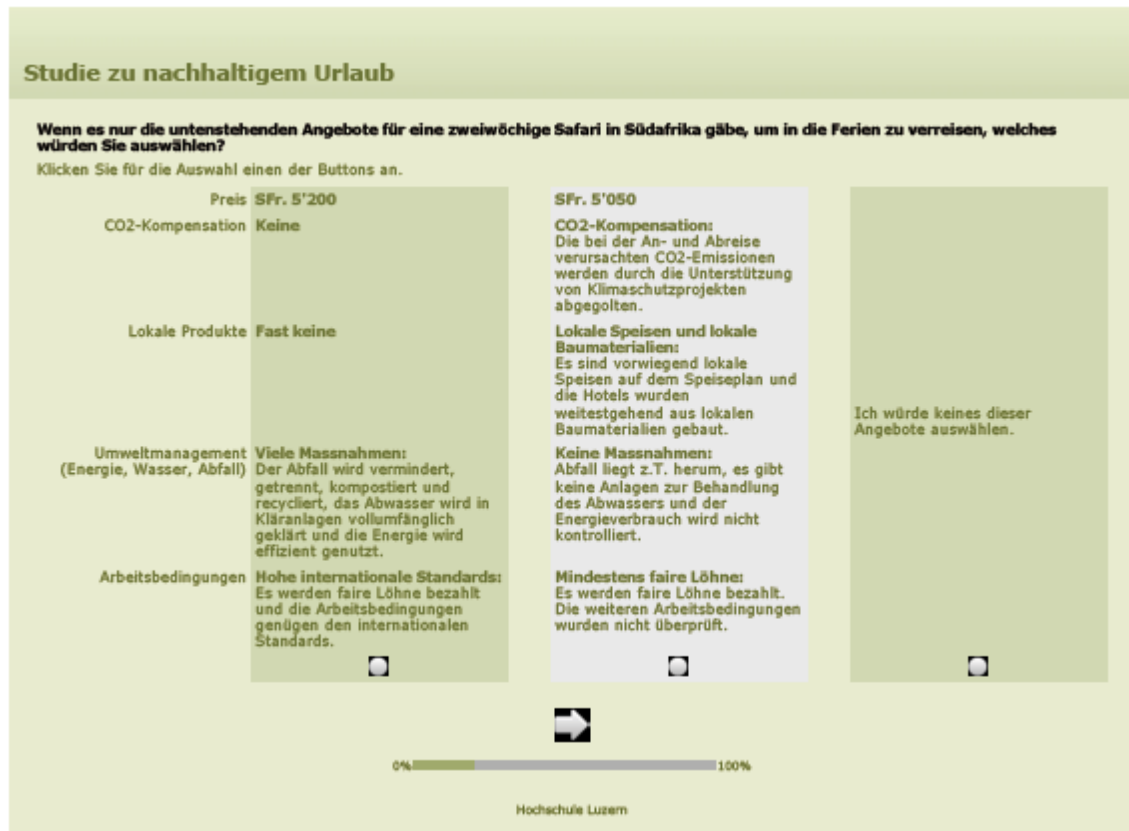 Studie zu nachhaltigem Urlaub
Wenn es nur die untenstehenden Angebote für eine zweiwöchige Safari in Südafrika gäbe, um in die Ferien zu verreisen, welches
würden Sie auswählen?
Klicken Sie für die Auswahl einen der Buttons an.
Preis
SFr. 5'200
SFr. 5'050
CO2-Kompensation
Keine
CO2-Kompensation:
Die bei der An- und Abreise
verursachten CO2-Emissionen
werden durch die Unterstützung
von Klimaschutzprojekten
abgegolten.
Lokale Produkte
Fast keine
Lokale Speisen und lokale
Baumaterialien:
Es sind vorwiegend lokale
Speisen auf dem Speiseplan und
die Hotels wurden
weitestgehend aus lokalen
Baumaterialien gebaut.
Ich würde keines dieser
Angebote auswählen.
Umweltmanagement
(Energie, Wasser, Abfall)
Viele Massnahmen:
Der Abfall wird vermindert,
getrennt, kompostiert und
recycliert, das Abwasser wird in
Kläranlagen vollumfänglich
geklärt und die Energie wird
effizient genutzt.
Keine Massnahmen:
Abfall liegt z.T. herum, es gibt
keine Anlagen zur Behandlung
des Abwassers und der
Energieverbrauch wird nicht
kontrolliert.
Arbeitsbedingungen
Hohe internationale Standards:
Es werden faire Löhne bezahlt
und die Arbeitsbedingungen
genügen den internationalen
Standards.
Mindestens faire Löhne:
Es werden faire Löhne bezahlt.
Die weiteren Arbeitsbedingungen
wurden nicht überprüft.
0%
100%
Hochschule Luzern